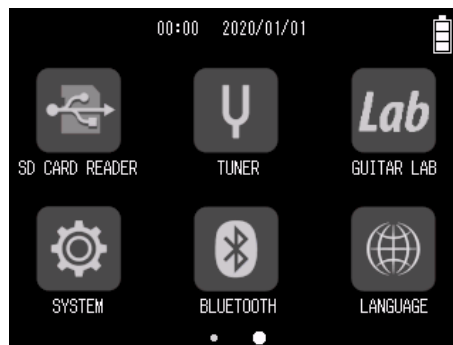 00:00 2020/01/01
Lab
SD CARD READER TUNER GUITAR LAB
SYSTEM BLUETOOTH LANGUAGE